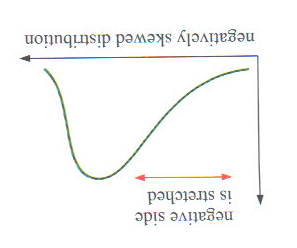 negative side
is stretched
negatively skewed distribution